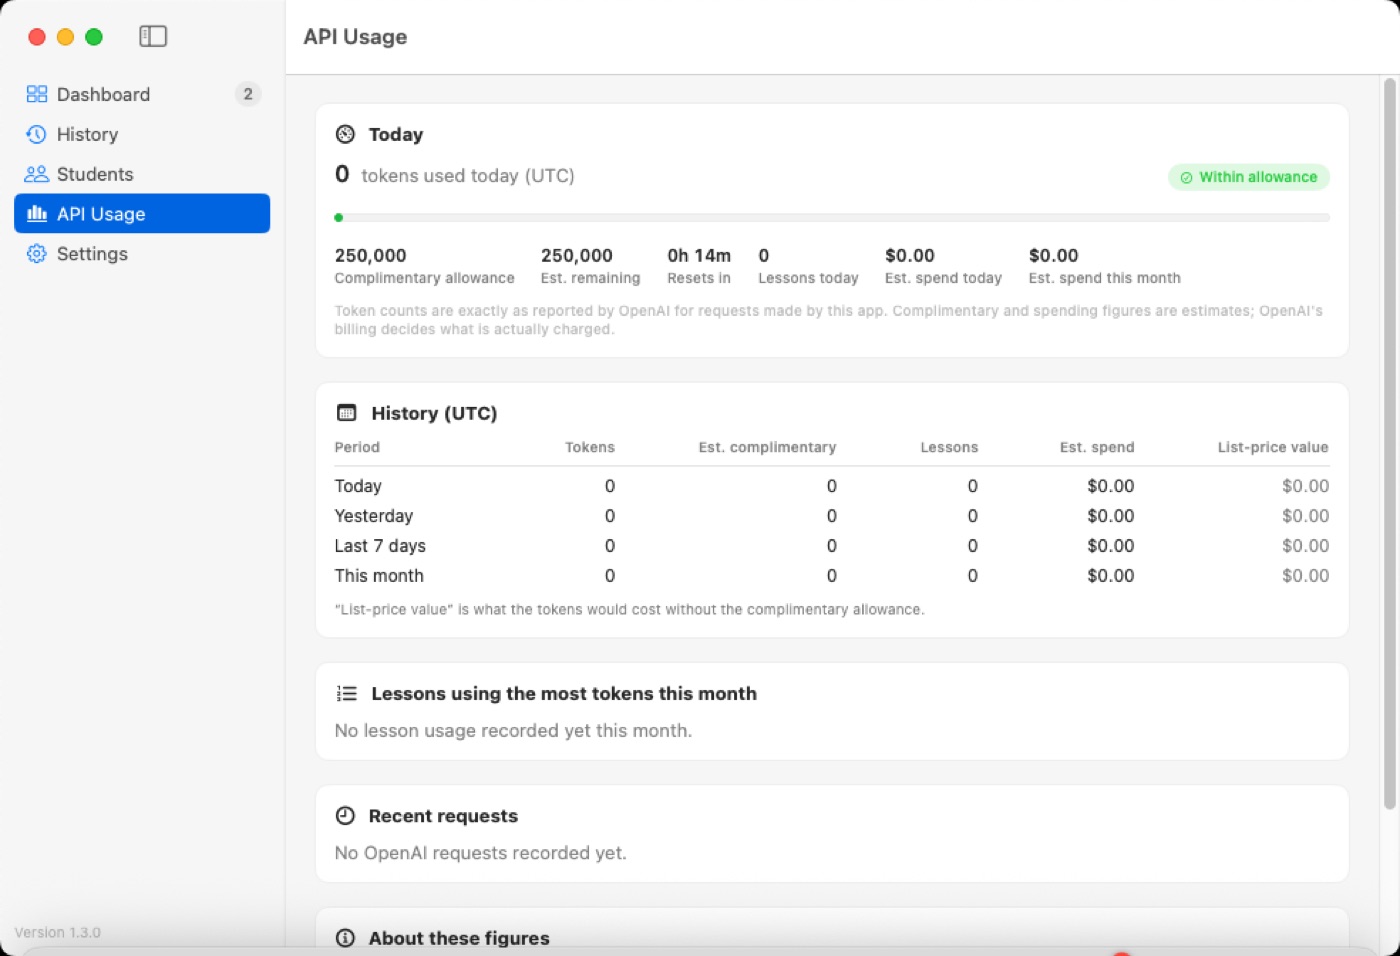 API Usage
Dashboard 2
History
Students
API Usage
Settings
Version 1.3.0
Today
0 tokens used today (UTC)
Within allowance
250,000 250,000 0h 14m 0 $0.00 $0.00
Complimentary allowance Est. remaining Resets in Lessons today Est. spend today Est. spend this month
Token counts are exactly as reported by OpenAI for requests made by this app. Complimentary and spending figures are estimates; OpenAI's
billing decides what is actually charged.
History (UTC)
Period Tokens Est. complimentary Lessons Est. spend List-price value
Today 0 0 0 $0.00 $0.00
Yesterday 0 0 0 $0.00 $0.00
Last 7 days 0 0 0 $0.00 $0.00
This month 0 0 0 $0.00 $0.00
"List-price value" is what the tokens would cost without the complimentary allowance.
Lessons using the most tokens this month
No lesson usage recorded yet this month.
Recent requests
No OpenAI requests recorded yet.
About these figures